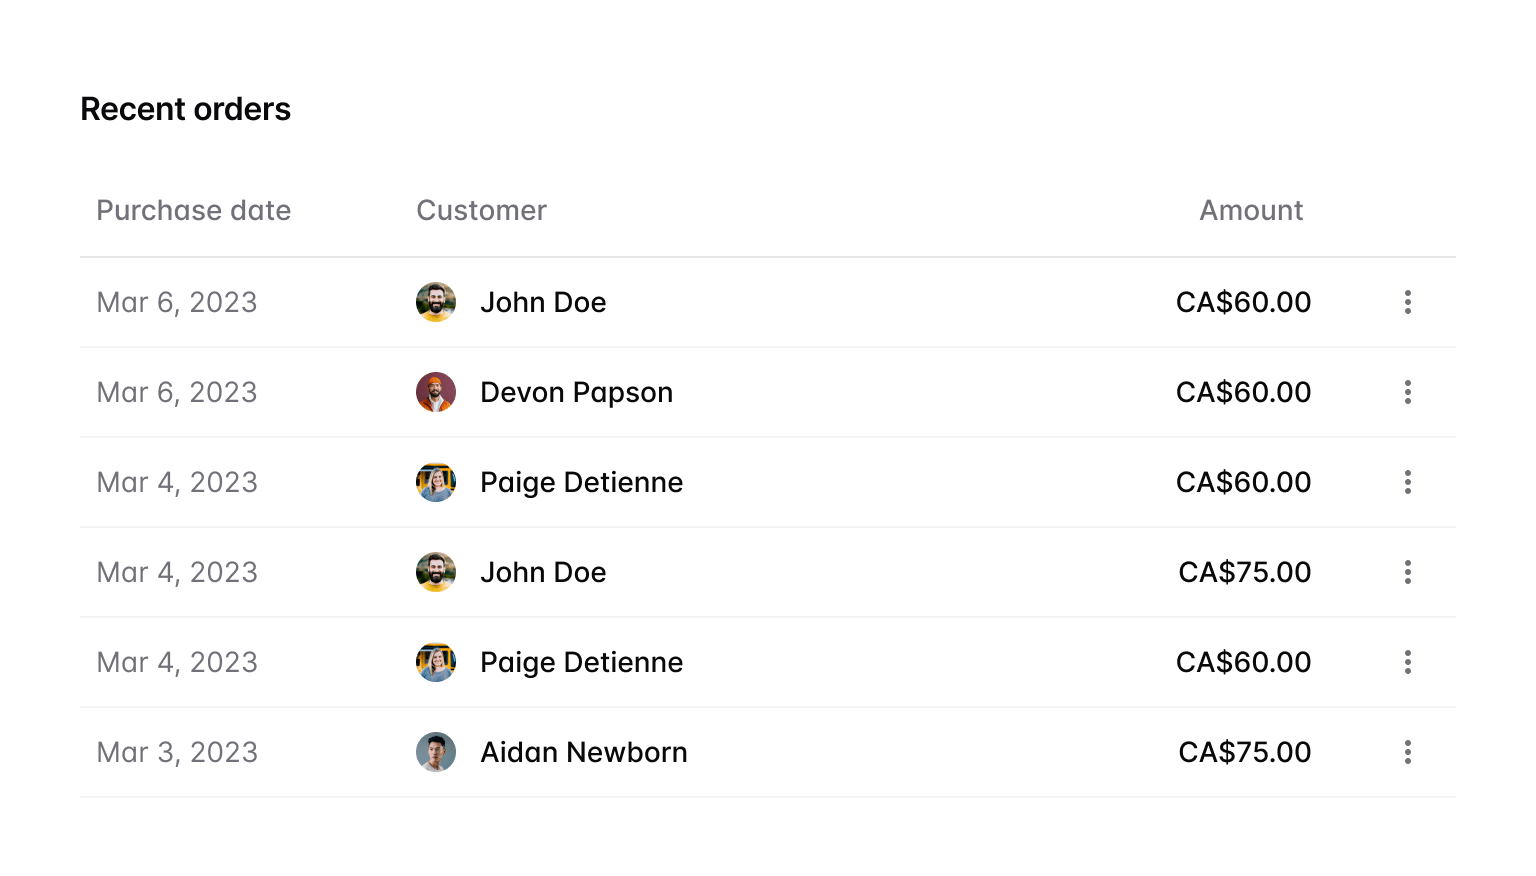 Recent orders
Purchase date Customer Amount
Mar 6, 2023 John Doe CA$60.00
Mar 6, 2023 Devon Papson CA$60.00
Mar 4, 2023 Paige Detienne CA$60.00
Mar 4, 2023 John Doe CA$75.00
Mar 4, 2023 Paige Detienne CA$60.00
Mar 3, 2023 Aidan Newborn CA$75.00